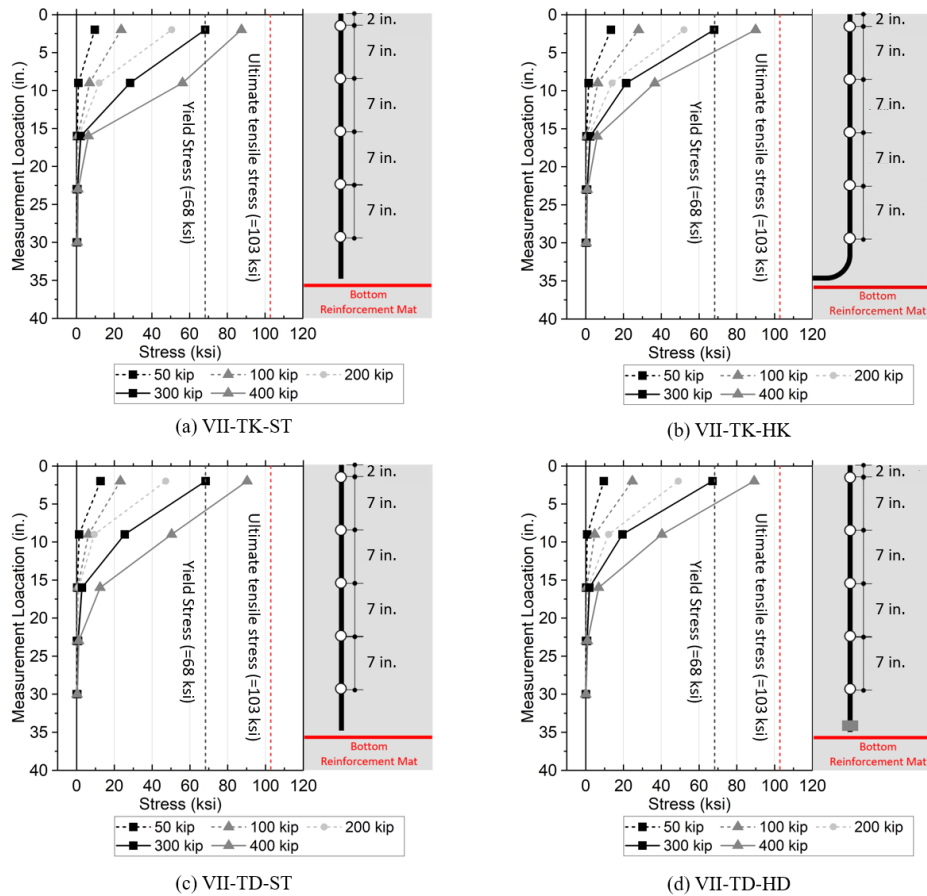 0
5
10
15
20
25
30
35
40
Measurement Loacation (in.)
0 20 40 60 80 100 120
Stress (ksi)
Yield Stress (=68 ksi)
Ultimate tensile stress (=103 ksi)
2 in.
7 in.
7 in.
7 in.
7 in.
Bottom
Reinforcement Mat
50 kip 100 kip 200 kip
300 kip 400 kip
(a) VII-TK-ST
0
5
10
15
20
25
30
35
40
Measurement Loacation (in.)
0 20 40 60 80 100 120
Stress (ksi)
Yield Stress (=68 ksi)
Ultimate tensile stress (=103 ksi)
2 in.
7 in.
7 in.
7 in.
7 in.
Bottom
Reinforcement Mat
50 kip 100 kip 200 kip
300 kip 400 kip
(b) VII-TK-HK
0
5
10
15
20
25
30
35
40
Measurement Loacation (in.)
0 20 40 60 80 100 120
Stress (ksi)
Yield Stress (=68 ksi)
Ultimate tensile stress (=103 ksi)
2 in.
7 in.
7 in.
7 in.
7 in.
Bottom
Reinforcement Mat
50 kip 100 kip 200 kip
300 kip 400 kip
(c) VII-TD-ST
0
5
10
15
20
25
30
35
40
Measurement Loacation (in.)
0 20 40 60 80 100 120
Stress (ksi)
Yield Stress (=68 ksi)
Ultimate tensile stress (=103 ksi)
2 in.
7 in.
7 in.
7 in.
7 in.
Bottom
Reinforcement Mat
50 kip 100 kip 200 kip
300 kip 400 kip
(d) VII-TD-HD